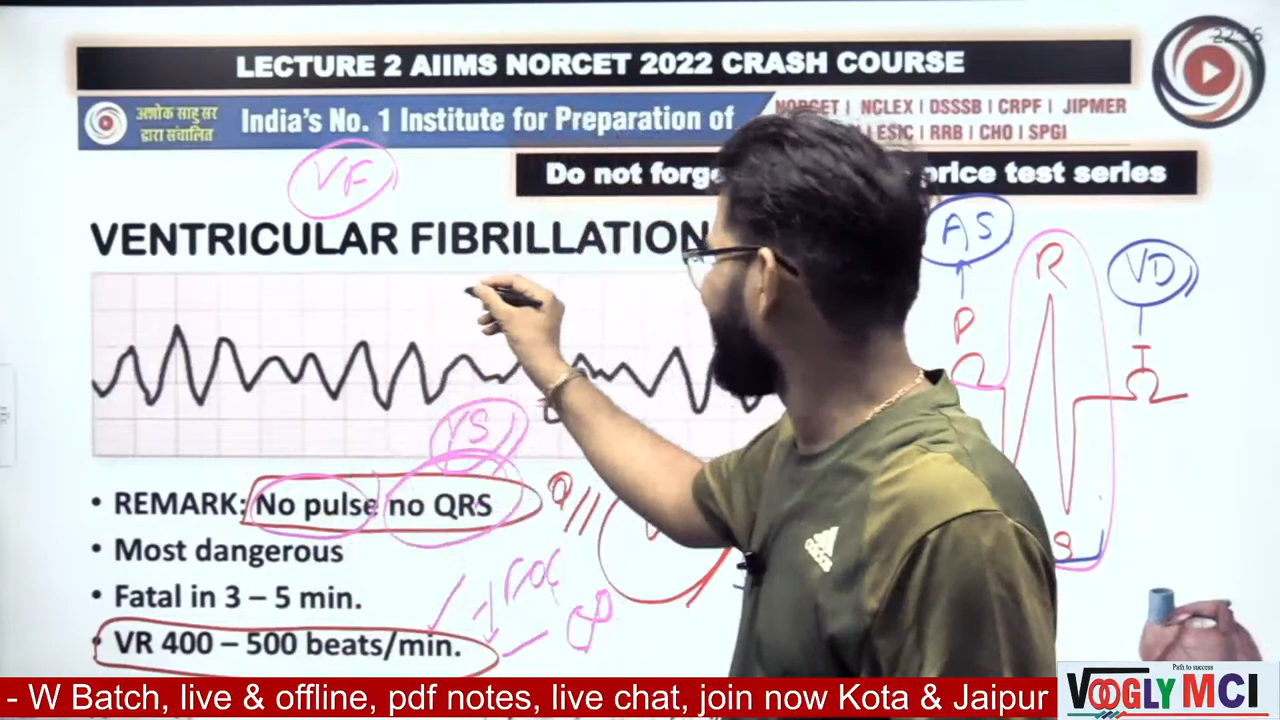 LECTURE 2 AIIMS NORCET 2022 CRASH COURSE
अशोक साहु सर
द्वारा संचालित
India's No. 1 Institute for Preparation of
NORCET | NCLEX | DSSSB | CRPF | JIPMER
ESIC | RRB | CHO | SPGI
Do not forge
price test series
VF
VENTRICULAR FIBRILLATION
AS
R
VD
P
T
VS
• REMARK: No pulse no QRS
Q
S
• Most dangerous
• Fatal in 3 – 5 min.
• VR 400 – 500 beats/min.
- W Batch, live & offline, pdf notes, live chat, join now Kota & Jaipur
Path to success
VOOGLY MCI